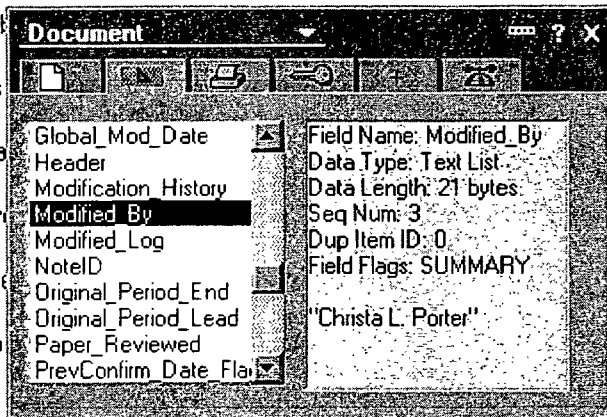 Document
? X
Global_Mod_Date
Header
Modification_History
Modified_By
Modified_Log
NoteID
Original_Period_End
Original_Period_Lead
Paper_Reviewed
PrevConfirm_Date_Fla
Field Name: Modified_By
Data Type: Text List
Data Length: 21 bytes
Seq Num: 3
Dup Item ID: 0
Field Flags: SUMMARY
"Christa L. Porter"